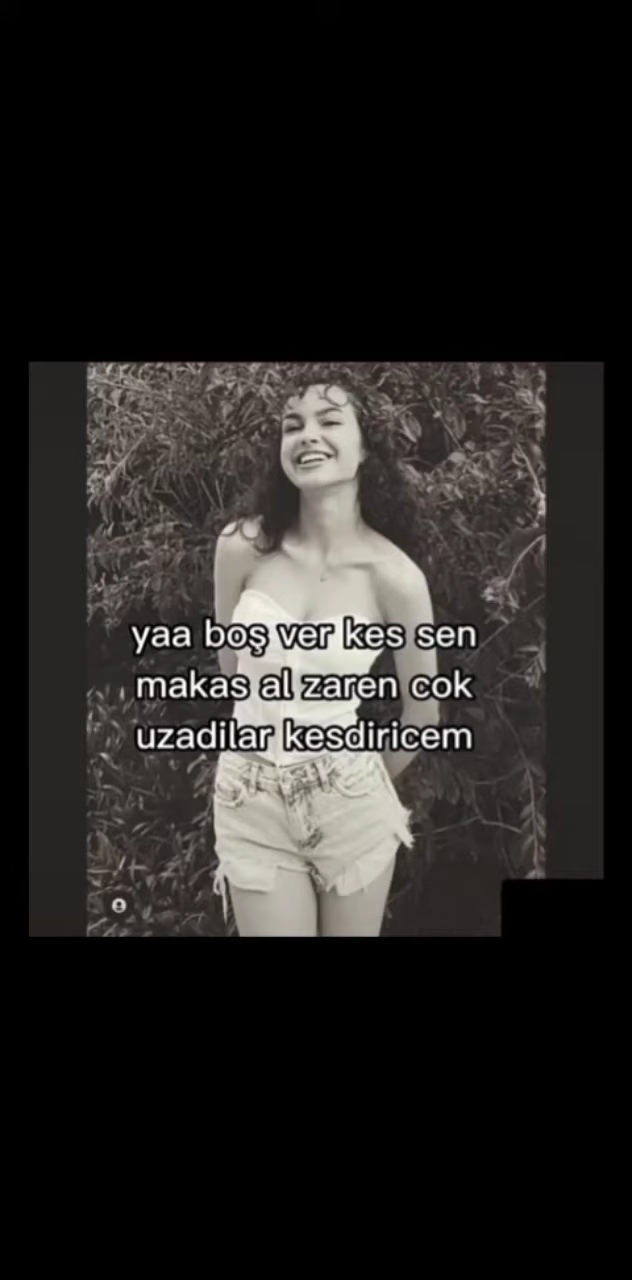 yaa boş ver kes sen
makas al zaren cok
uzadilar kesdiricem